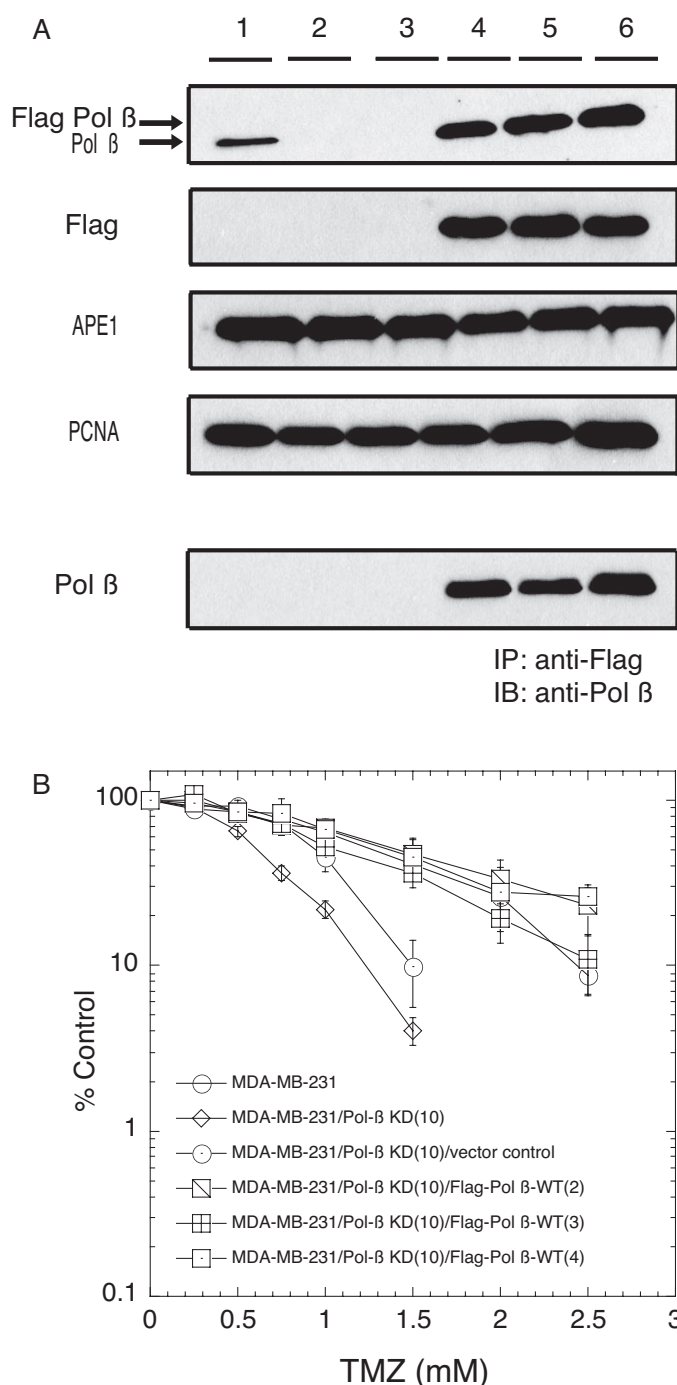 A
1 2 3 4 5 6
Flag Pol ß
Pol ß
Flag
APE1
PCNA
Pol ß
IP: anti-Flag
IB: anti-Pol ß
B
100
10
1
0.1
% Control
MDA-MB-231
MDA-MB-231/Pol-ß KD(10)
MDA-MB-231/Pol-ß KD(10)/vector control
MDA-MB-231/Pol-ß KD(10)/Flag-Pol ß-WT(2)
MDA-MB-231/Pol-ß KD(10)/Flag-Pol ß-WT(3)
MDA-MB-231/Pol-ß KD(10)/Flag-Pol ß-WT(4)
0 0.5 1.0 1.5 2.0 2.5 3
TMZ (mM)